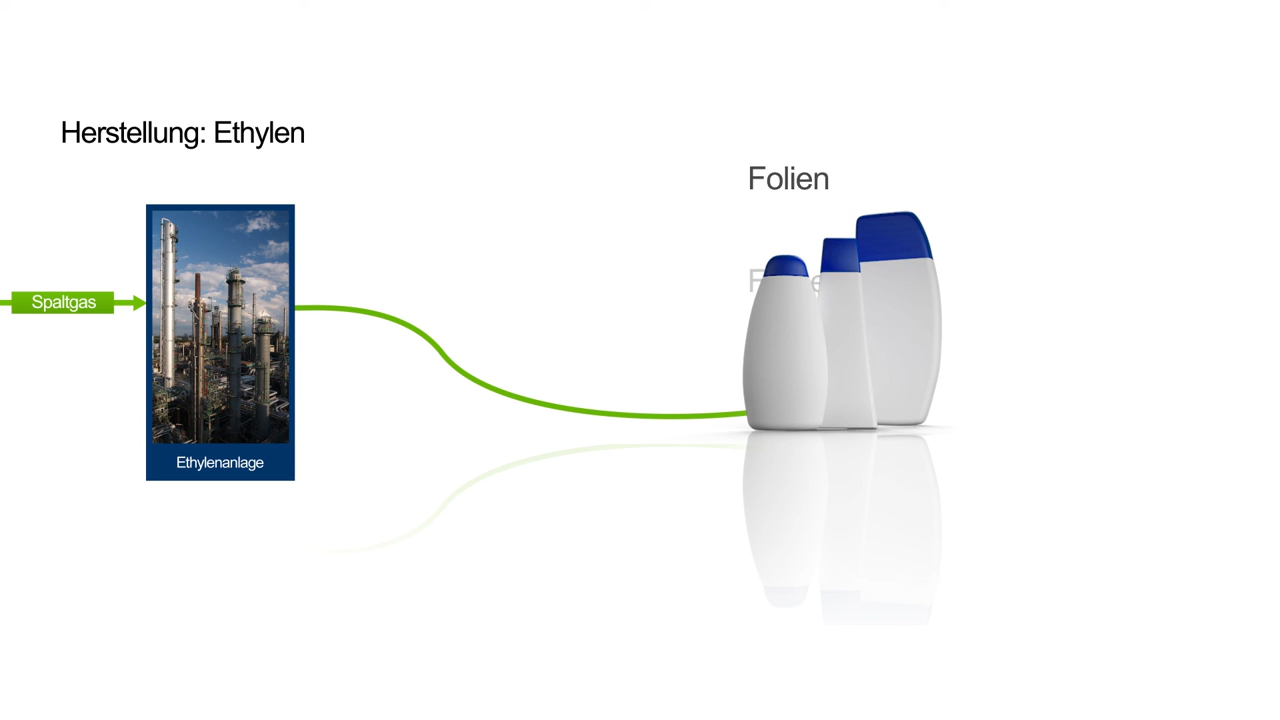 Herstellung: Ethylen
Folien
Spaltgas
Ethylenanlage